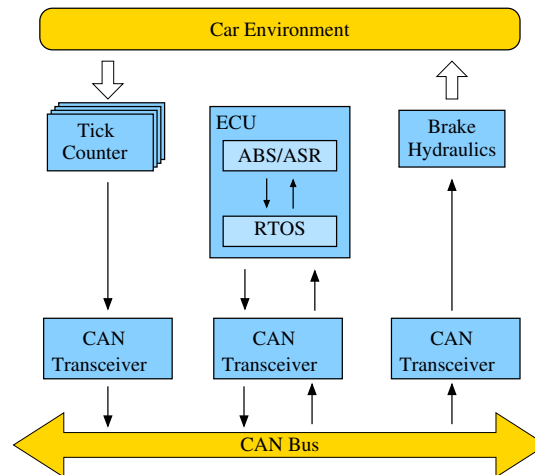 Car Environment
Tick
Counter
ECU
ABS/ASR
RTOS
Brake
Hydraulics
CAN
Transceiver
CAN
Transceiver
CAN
Transceiver
CAN Bus